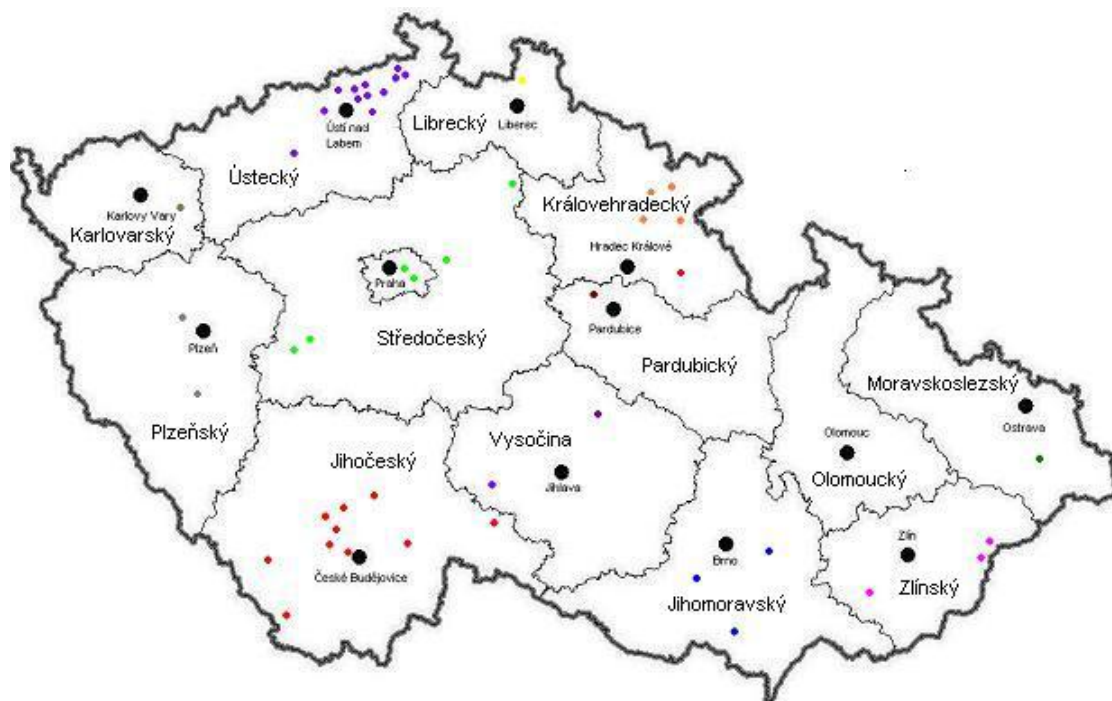 Ústí nad
Labem
Librecký
Liberec
Ústecký
Karlovy Vary
Karlovarský
Královehradecký
Hradec Králové
Praha
Pardubice
Plzeň
Středočeský
Pardubický
Moravskoslezský
Ostrava
Plzeňský
Vysočina
Olomouc
Jihočeský
Jihlava
Olomoucký
Zlín
Brno
České Budějovice
Zlínský
Jihomoravský